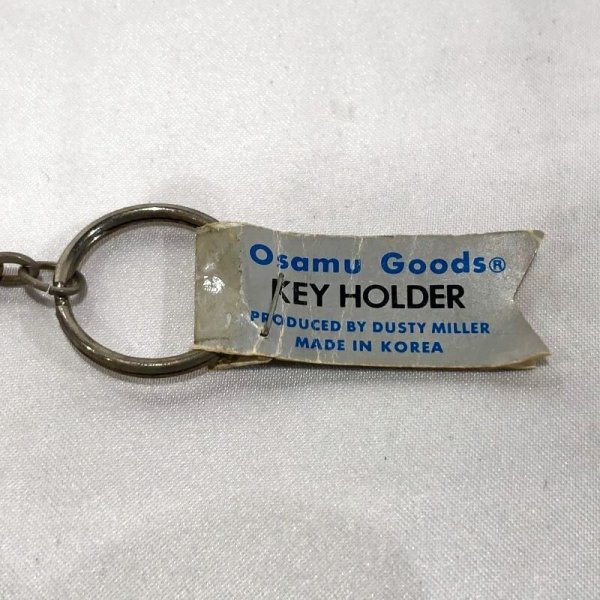 Osamu Goods®
KEY HOLDER
PRODUCED BY DUSTY MILLER
MADE IN KOREA